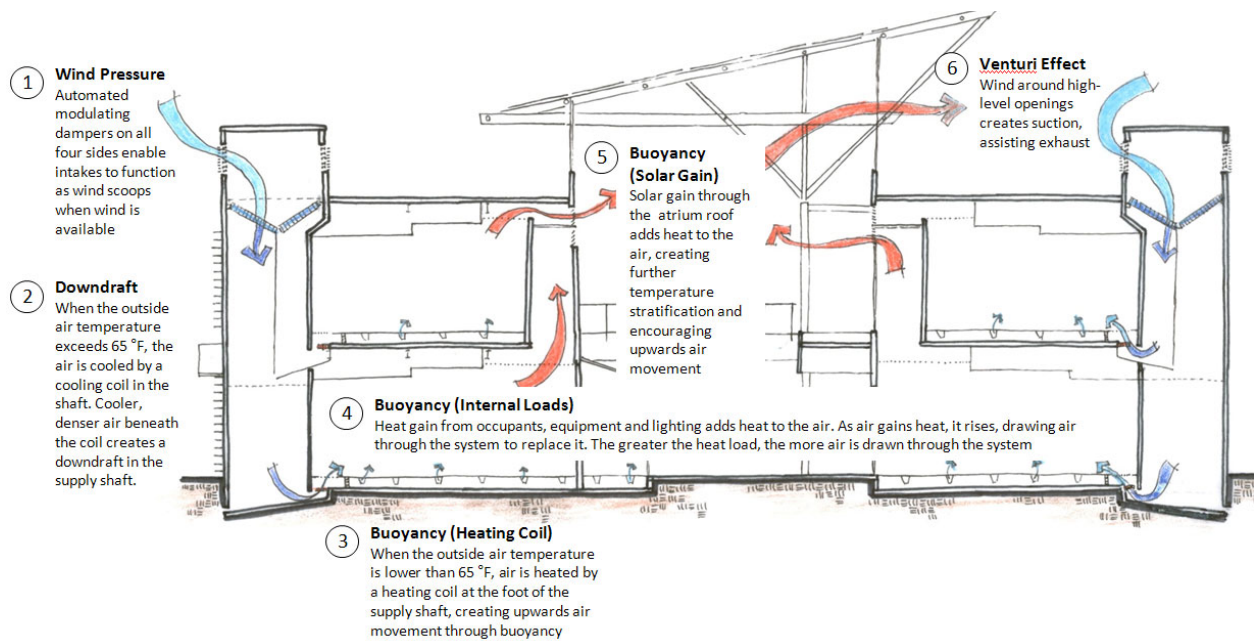 1
Wind Pressure
Automated
modulating
dampers on all
four sides enable
intakes to function
as wind scoops
when wind is
available
2
Downdraft
When the outside
air temperature
exceeds 65 °F, the
air is cooled by a
cooling coil in the
shaft. Cooler,
denser air beneath
the coil creates a
downdraft in the
supply shaft.
3
Buoyancy (Heating Coil)
When the outside air temperature
is lower than 65 °F, air is heated by
a heating coil at the foot of the
supply shaft, creating upwards air
movement through buoyancy
4
Buoyancy (Internal Loads)
Heat gain from occupants, equipment and lighting adds heat to the air. As air gains heat, it rises, drawing air
through the system to replace it. The greater the heat load, the more air is drawn through the system
5
Buoyancy
(Solar Gain)
Solar gain through
the atrium roof
adds heat to the
air, creating
further
temperature
stratification and
encouraging
upwards air
movement
6
Venturi Effect
Wind around high-
level openings
creates suction,
assisting exhaust